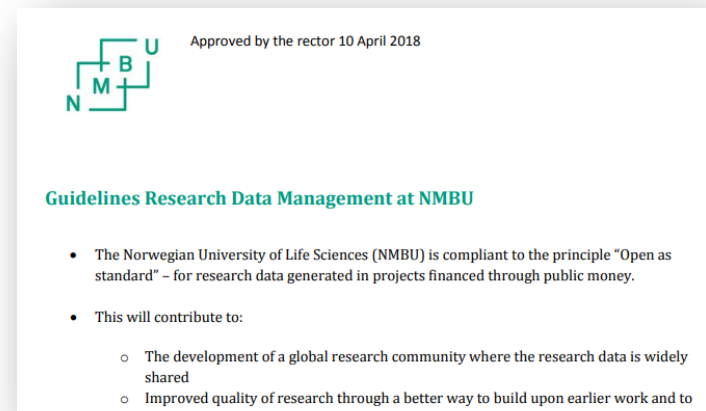 U
B
M
N
Approved by the rector 10 April 2018
Guidelines Research Data Management at NMBU
• The Norwegian University of Life Sciences (NMBU) is compliant to the principle “Open as
standard” – for research data generated in projects financed through public money.
• This will contribute to:
o The development of a global research community where the research data is widely
shared
o Improved quality of research through a better way to build upon earlier work and to